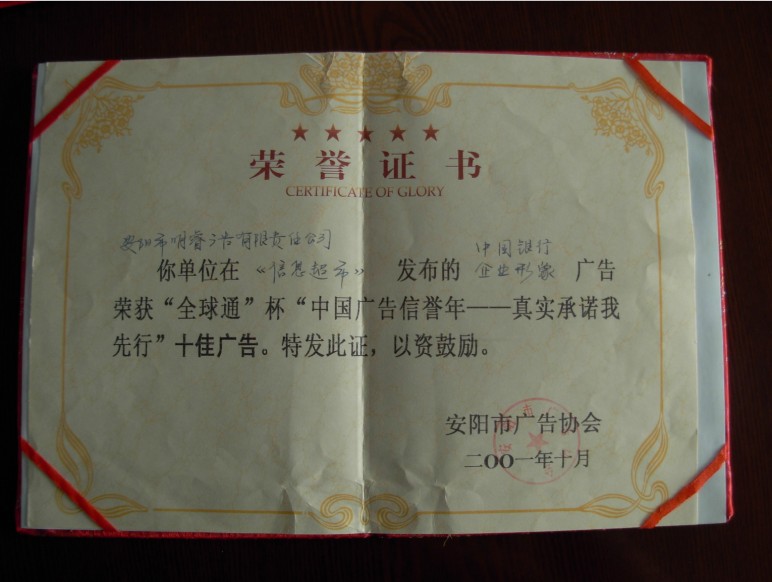 荣誉证书
CERTIFICATE OF GLORY
安阳市明睿广告有限责任公司
中国银行
你单位在《信息超市》发布的企业形象广告
荣获“全球通”杯“中国广告信誉年——真实承诺我
先行”十佳广告。特发此证，以资鼓励。
安阳市广告协会
二OO一年十月